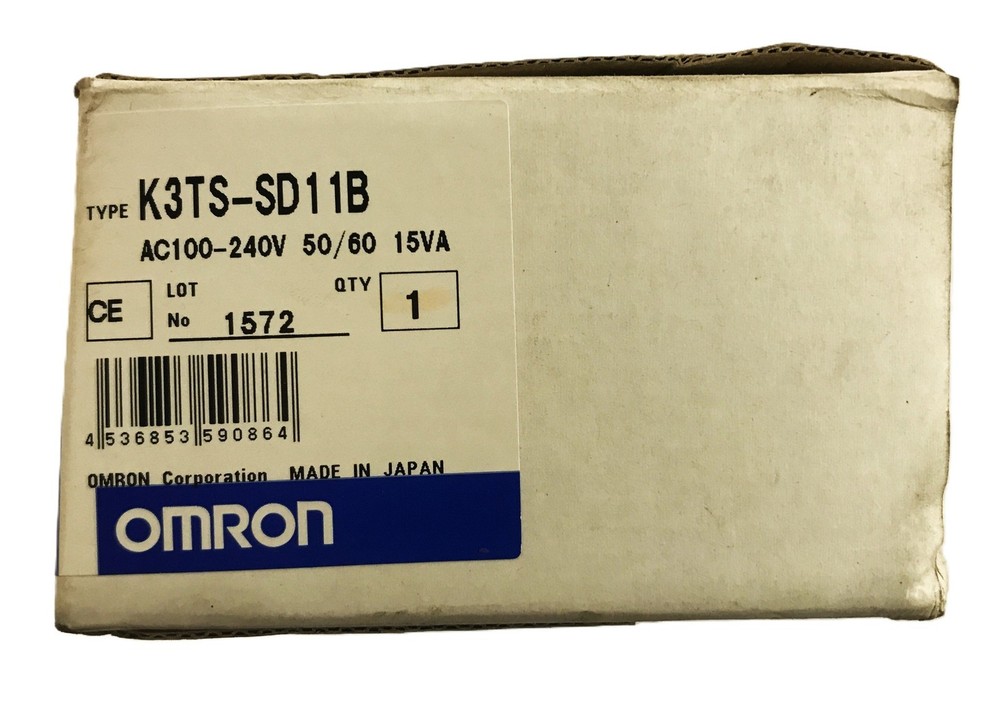 TYPE K3TS-SD11B
AC100-240V 50/60 15VA
CE
LOT No 1572
QTY 1
4 536853 590864
OMRON Corporation MADE IN JAPAN
OMRON